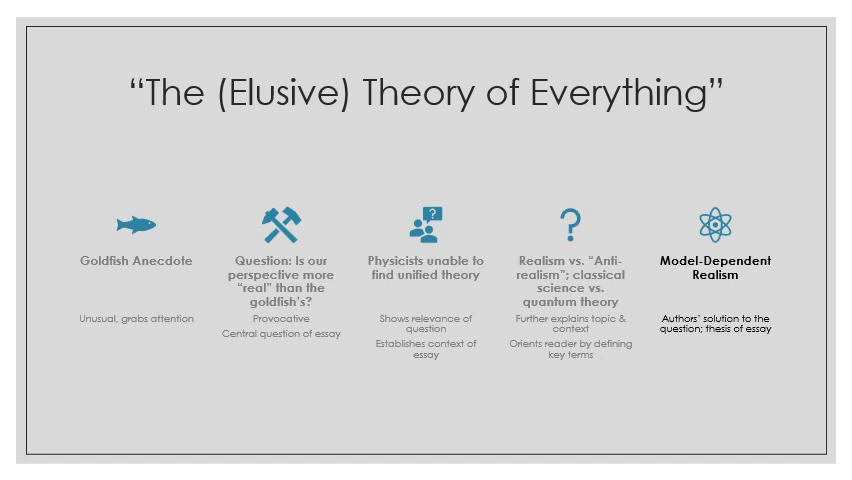 “The (Elusive) Theory of Everything”
Goldfish Anecdote
Unusual, grabs attention
Question: Is our
perspective more
“real” than the
goldfish’s?
Provocative
Central question of essay
?
Physicists unable to
find unified theory
Shows relevance of
question
Establishes context of
essay
?
Realism vs. “Anti-
realism”; classical
science vs.
quantum theory
Further explains topic &
context
Orients reader by defining
key terms
Model-Dependent
Realism
Authors’ solution to the
question; thesis of essay